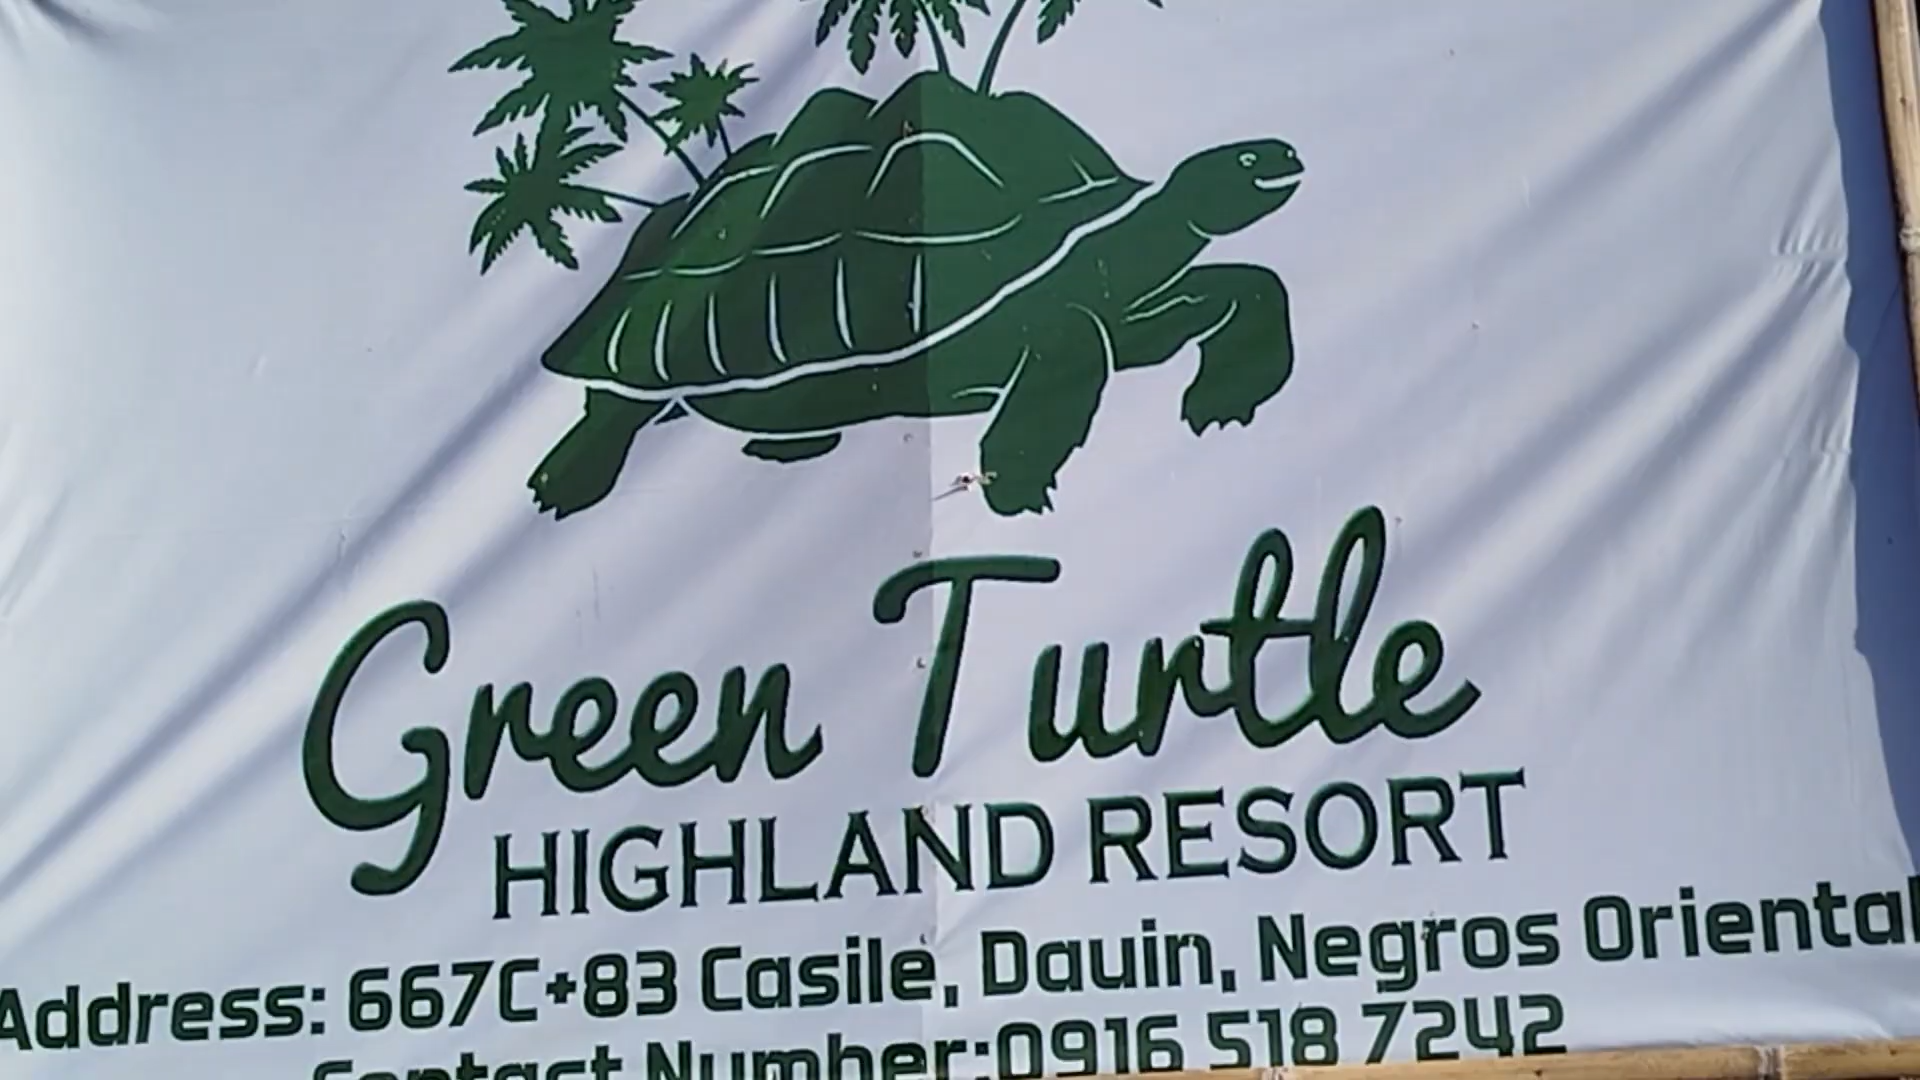 Green Turtle
HIGHLAND RESORT
Address: 667C+83 Casile, Dauin, Negros Oriental
Contact Number:0916 518 7242